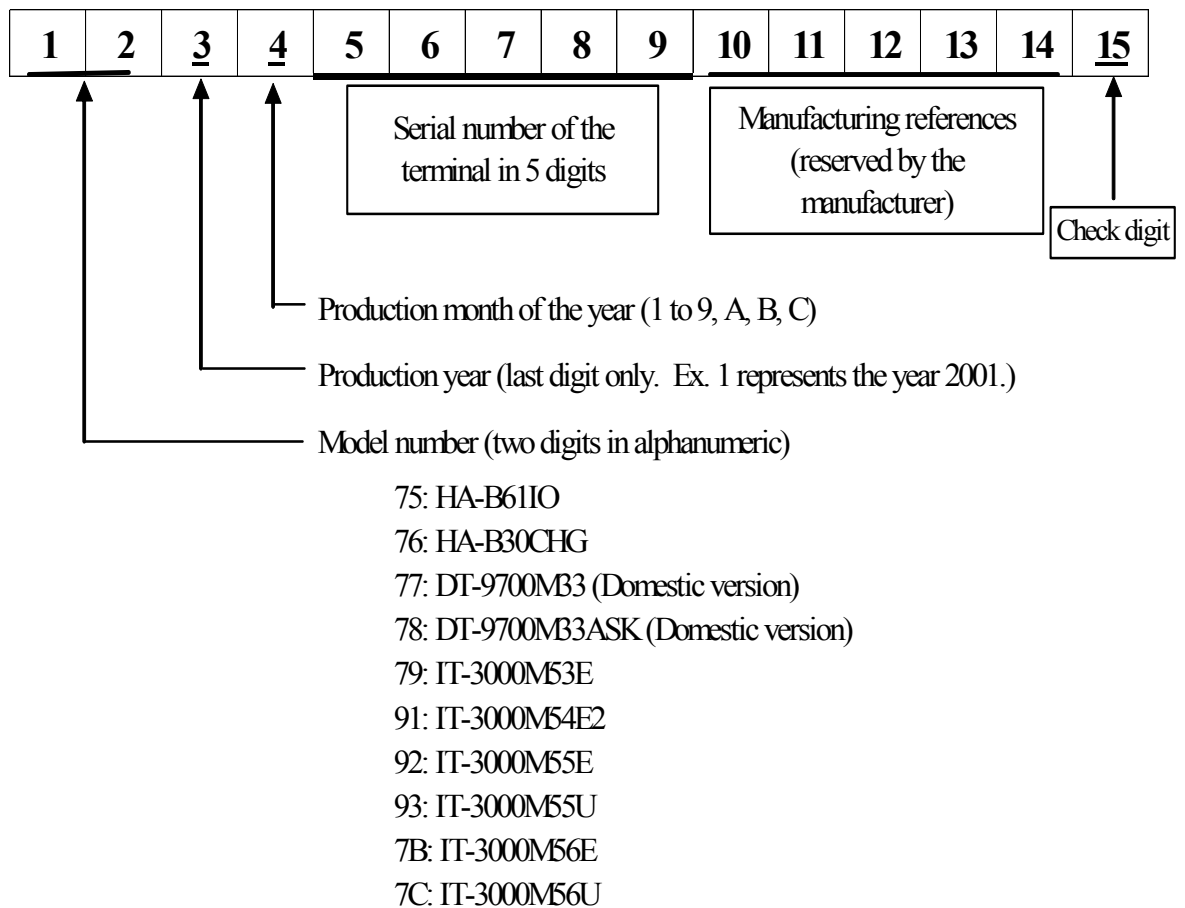 1 2 3 4 5 6 7 8 9 10 11 12 13 14 15
Serial number of the
terminal in 5 digits
Manufacturing references
(reserved by the
manufacturer)
Check digit
Production month of the year (1 to 9, A, B, C)
Production year (last digit only. Ex. 1 represents the year 2001.)
Model number (two digits in alphanumeric)
75: HA-B61IO
76: HA-B30CHG
77: DT-9700M33 (Domestic version)
78: DT-9700M33ASK (Domestic version)
79: IT-3000M53E
91: IT-3000M54E2
92: IT-3000M55E
93: IT-3000M55U
7B: IT-3000M56E
7C: IT-3000M56U